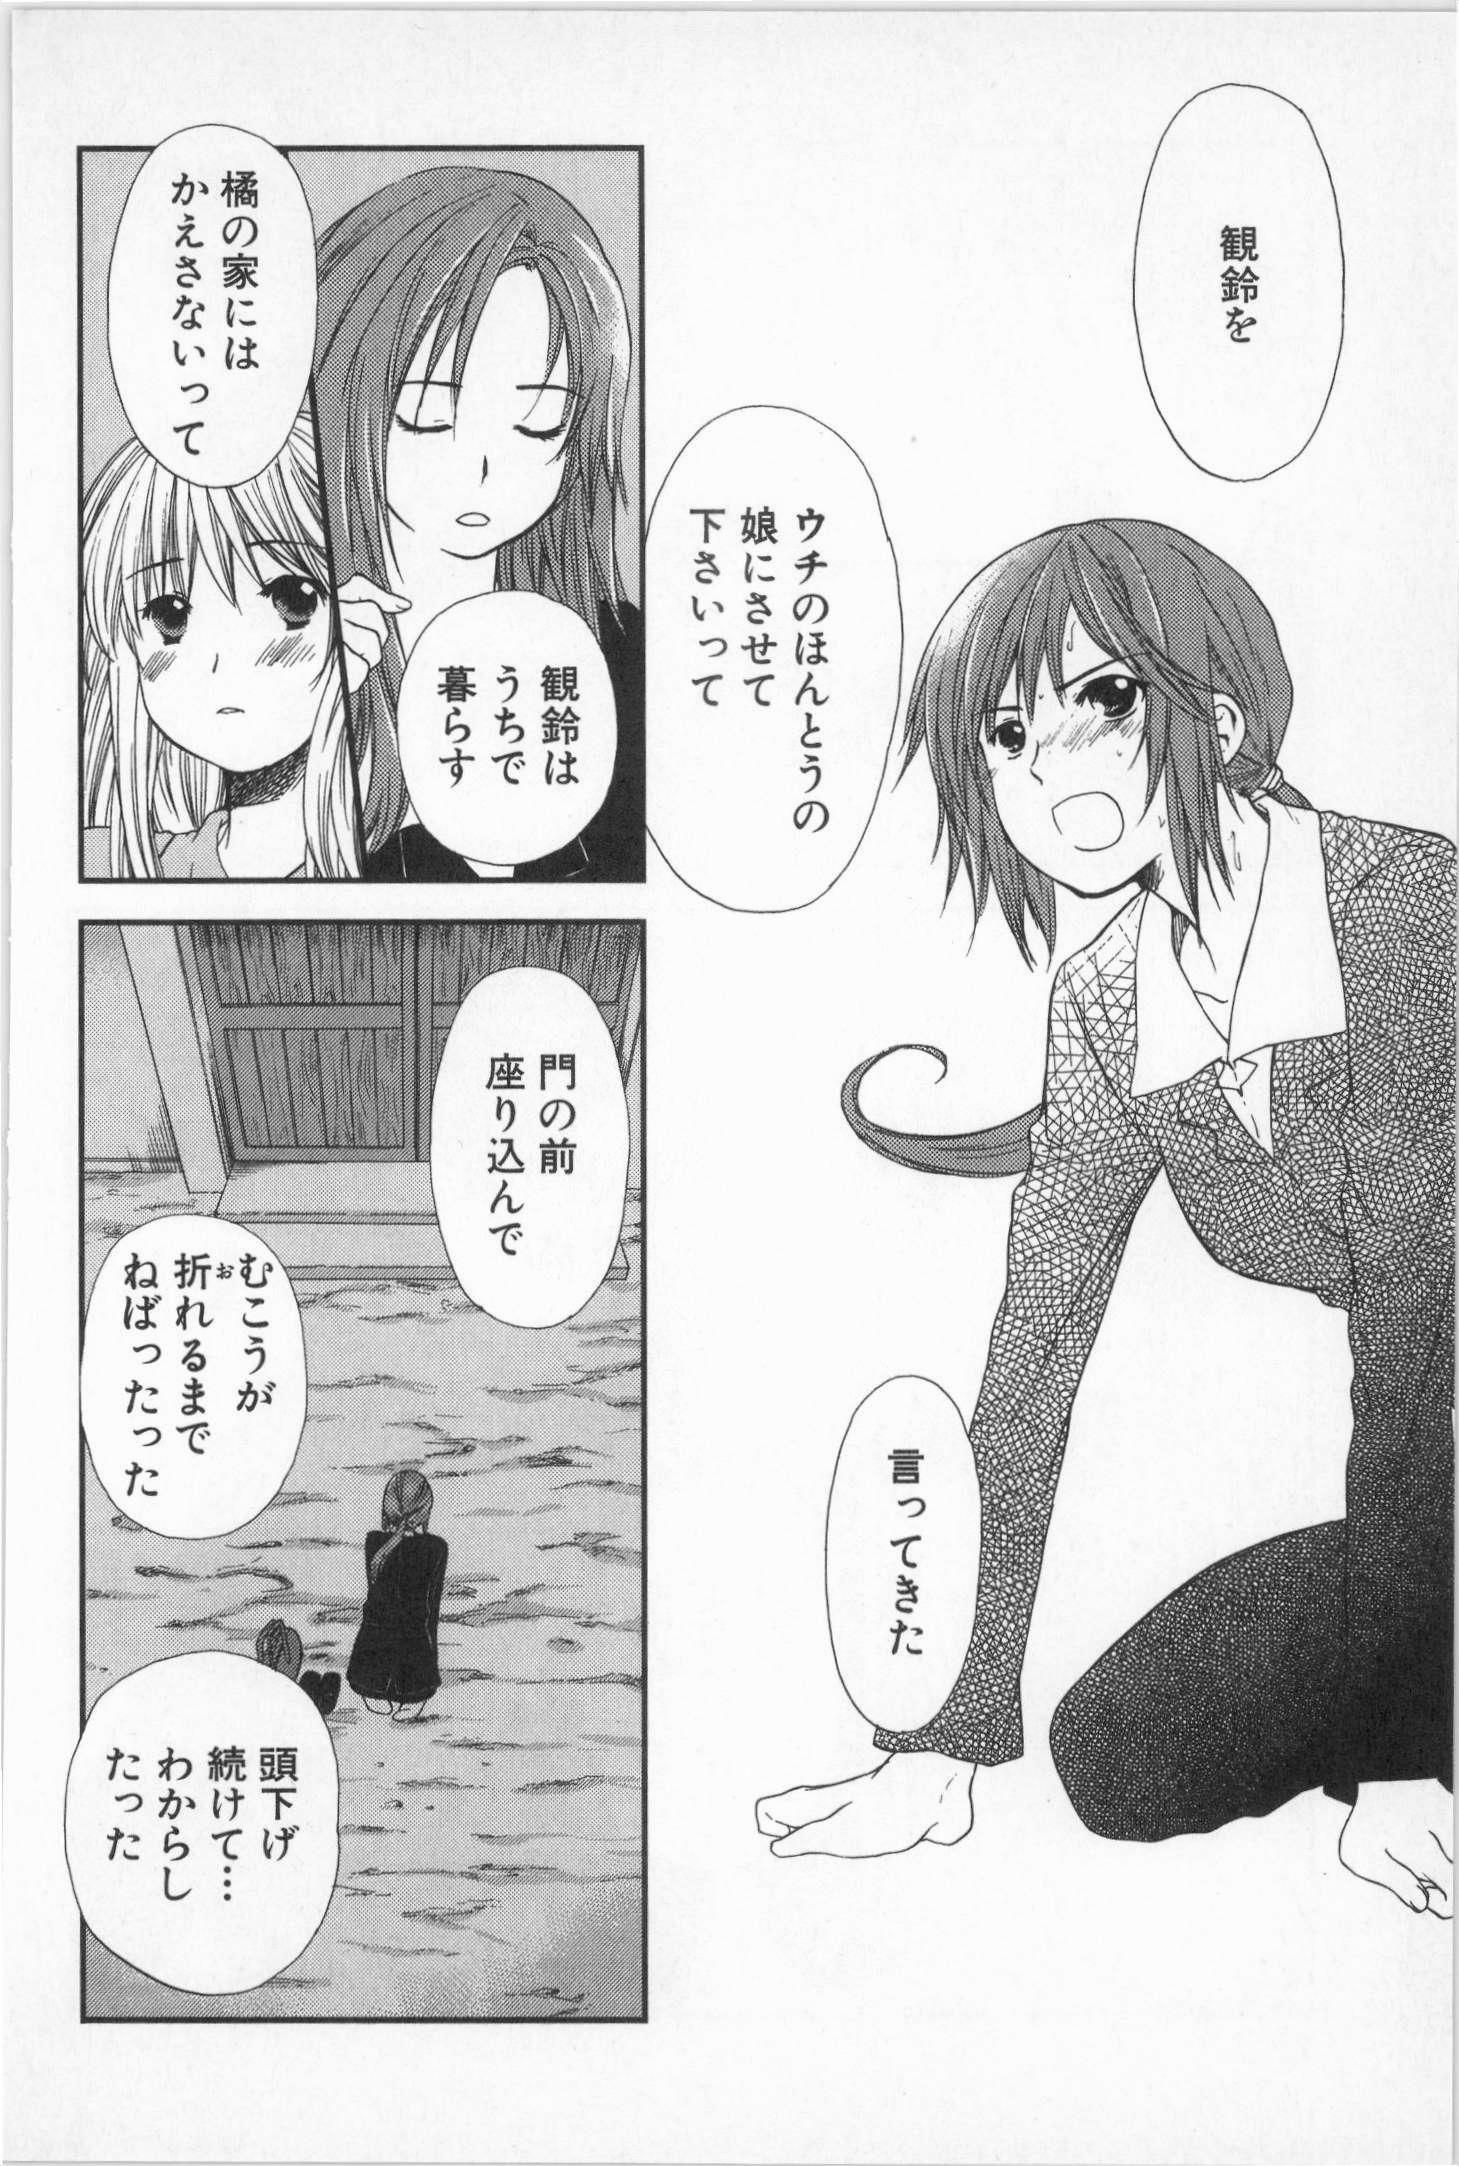 観鈴を
ウチのほんとうの
娘にさせて
下さいって
言ってきた
観鈴は
うちで
暮らす
橘の家には
かえさないって
門の前
座り込んで
むこうが
折れるまで
お
ねばったった
頭下げ
続けて…
わからし
たった